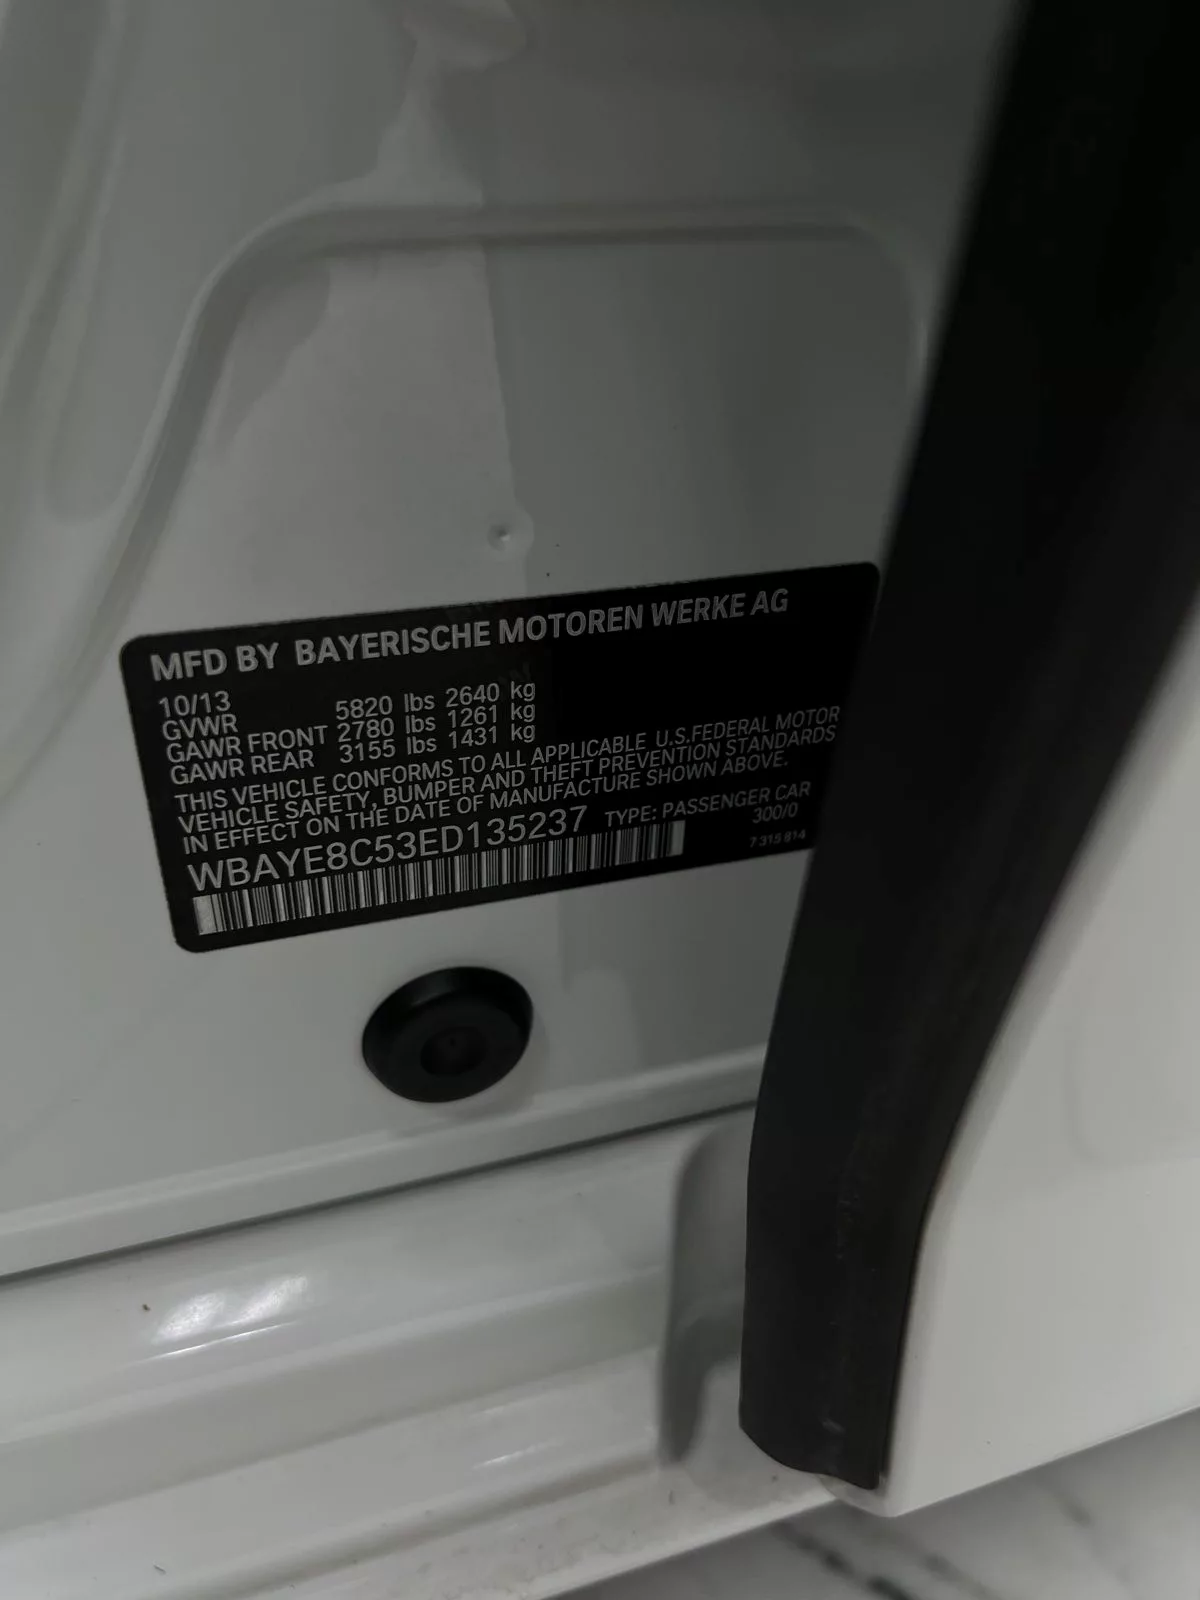 MFD BY BAYERISCHE MOTOREN WERKE AG
10/13
GVWR 5820 lbs 2640 kg
GAWR FRONT 2780 lbs 1261 kg
GAWR REAR 3155 lbs 1431 kg
THIS VEHICLE CONFORMS TO ALL APPLICABLE U.S.FEDERAL MOTOR
VEHICLE SAFETY, BUMPER AND THEFT PREVENTION STANDARDS
IN EFFECT ON THE DATE OF MANUFACTURE SHOWN ABOVE.
WBAYE8C53ED135237 TYPE: PASSENGER CAR
300/0
7 315 814